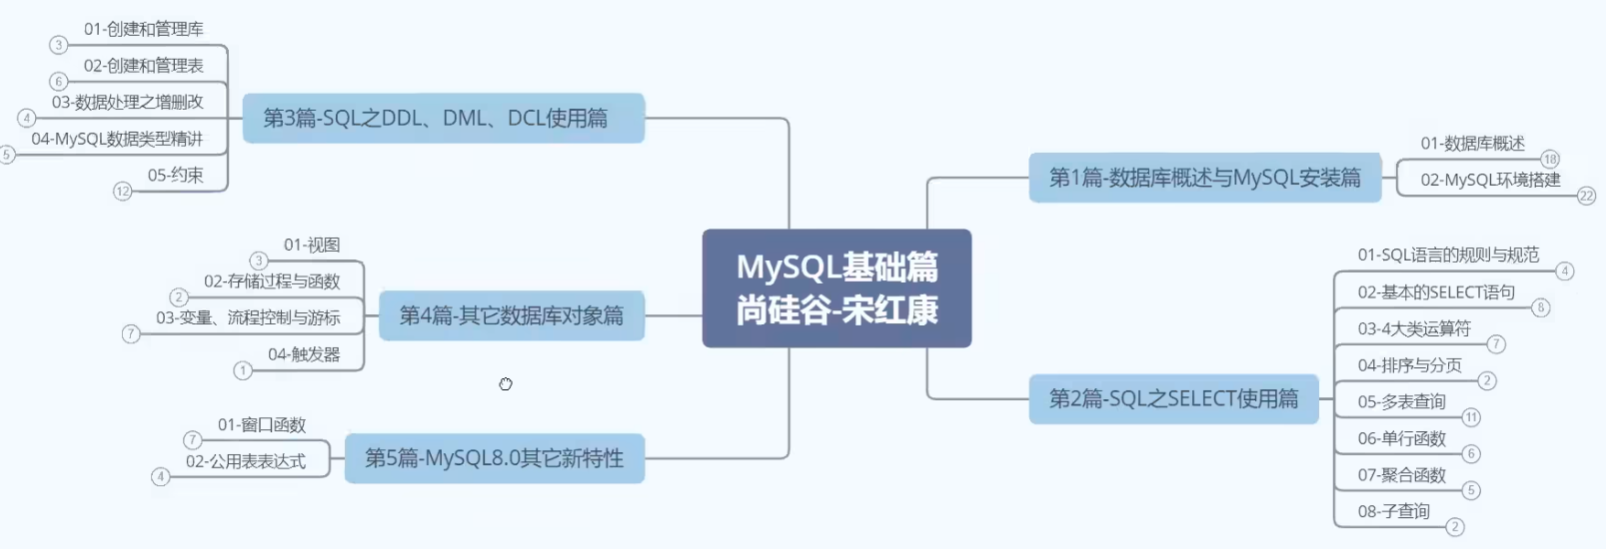 MySQL基础篇
尚硅谷-宋红康
第1篇-数据库概述与MySQL安装篇
01-数据库概述
18
02-MySQL环境搭建
22
第2篇-SQL之SELECT使用篇
01-SQL语言的规则与规范
4
02-基本的SELECT语句
8
03-4大类运算符
7
04-排序与分页
2
05-多表查询
11
06-单行函数
6
07-聚合函数
5
08-子查询
2
第3篇-SQL之DDL、DML、DCL使用篇
01-创建和管理库
3
02-创建和管理表
6
03-数据处理之增删改
4
04-MySQL数据类型精讲
5
05-约束
12
第4篇-其它数据库对象篇
01-视图
3
02-存储过程与函数
2
03-变量、流程控制与游标
7
04-触发器
1
第5篇-MySQL8.0其它新特性
01-窗口函数
7
02-公用表表达式
4